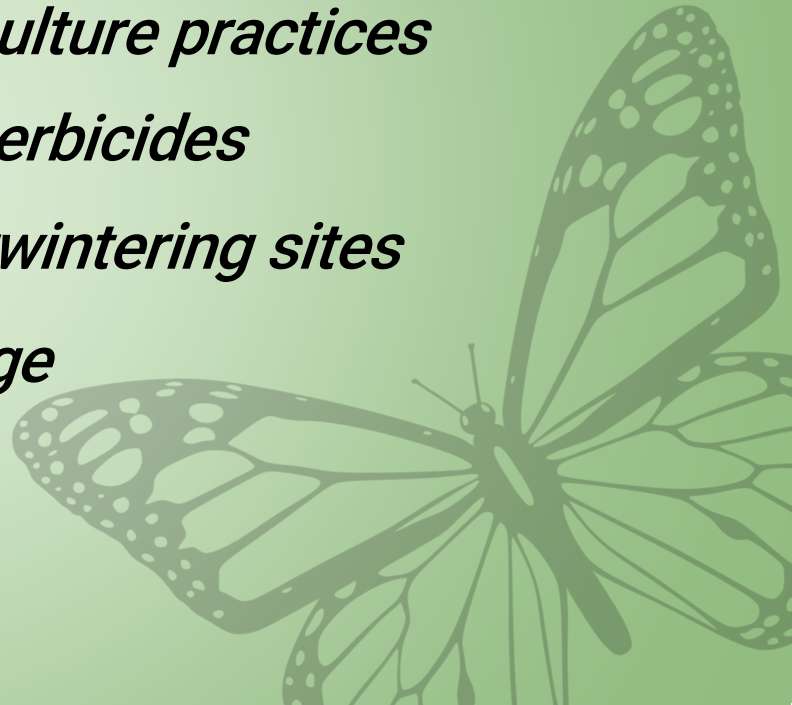 ulture practices
erbicides
wintering sites
ge